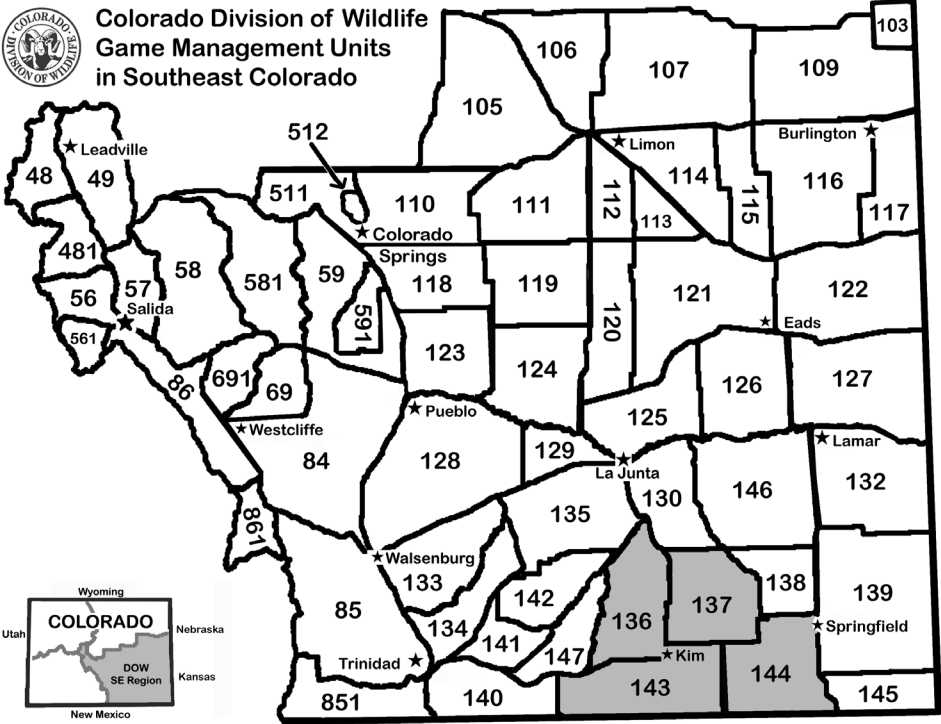 COLORADO
DIVISION OF WILDLIFE
Colorado Division of Wildlife
Game Management Units
in Southeast Colorado
103
106
107
109
105
512
Burlington
Limon
Leadville
48
49
511
110
111
112
114
115
116
117
113
Colorado
Springs
481
57
58
581
59
118
119
121
122
56
Salida
591
120
Eads
561
123
124
126
127
86
691
69
Pueblo
125
Westcliffe
Lamar
84
128
129
La Junta
130
146
132
861
135
Walsenburg
133
142
136
137
138
139
Wyoming
COLORADO
Utah
Nebraska
DOW
SE Region
Kansas
New Mexico
85
134
141
147
Springfield
Kim
Trinidad
144
851
140
143
145